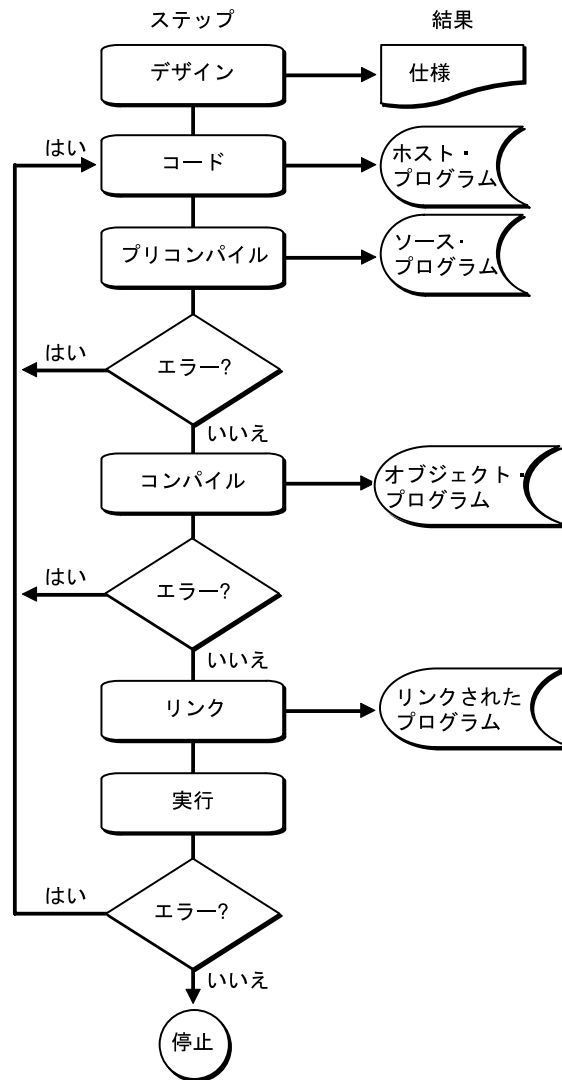 ステップ
結果
デザイン
仕様
はい
コード
ホスト・
プログラム
プリコンパイル
ソース・
プログラム
はい
エラー?
いいえ
コンパイル
オブジェクト・
プログラム
はい
エラー?
いいえ
リンク
リンクされた
プログラム
実行
はい
エラー?
いいえ
停止